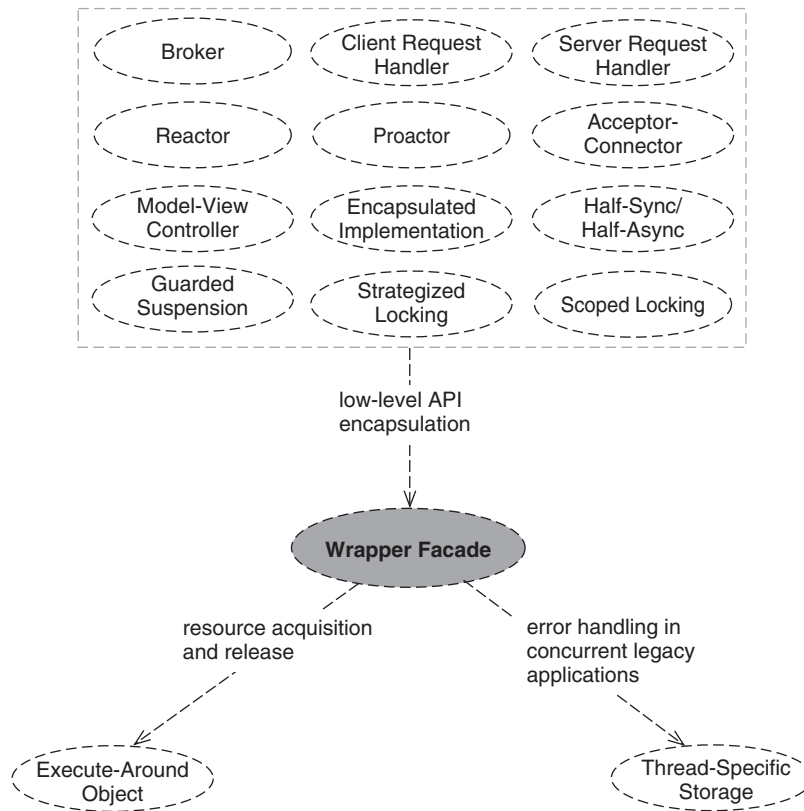 Broker
Client Request
Handler
Server Request
Handler
Reactor
Proactor
Acceptor-
Connector
Model-View
Controller
Encapsulated
Implementation
Half-Sync/
Half-Async
Guarded
Suspension
Strategized
Locking
Scoped Locking
low-level API
encapsulation
Wrapper Facade
resource acquisition
and release
error handling in
concurrent legacy
applications
Execute-Around
Object
Thread-Specific
Storage